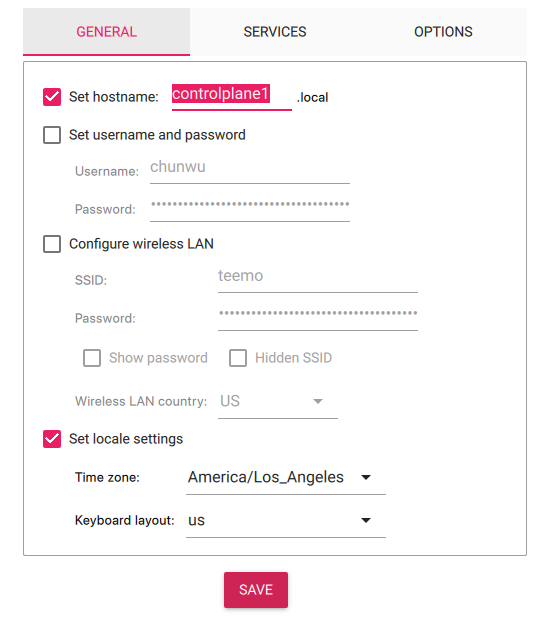 GENERAL SERVICES OPTIONS
Set hostname: controlplane1 .local
Set username and password
Username: chunwu
Password: ••••••••••••••••••••••••••••••••••••
Configure wireless LAN
SSID: teemo
Password: ••••••••••••••••••••••••••••••••••••
Show password Hidden SSID
Wireless LAN country: US
Set locale settings
Time zone: America/Los_Angeles
Keyboard layout: us
SAVE